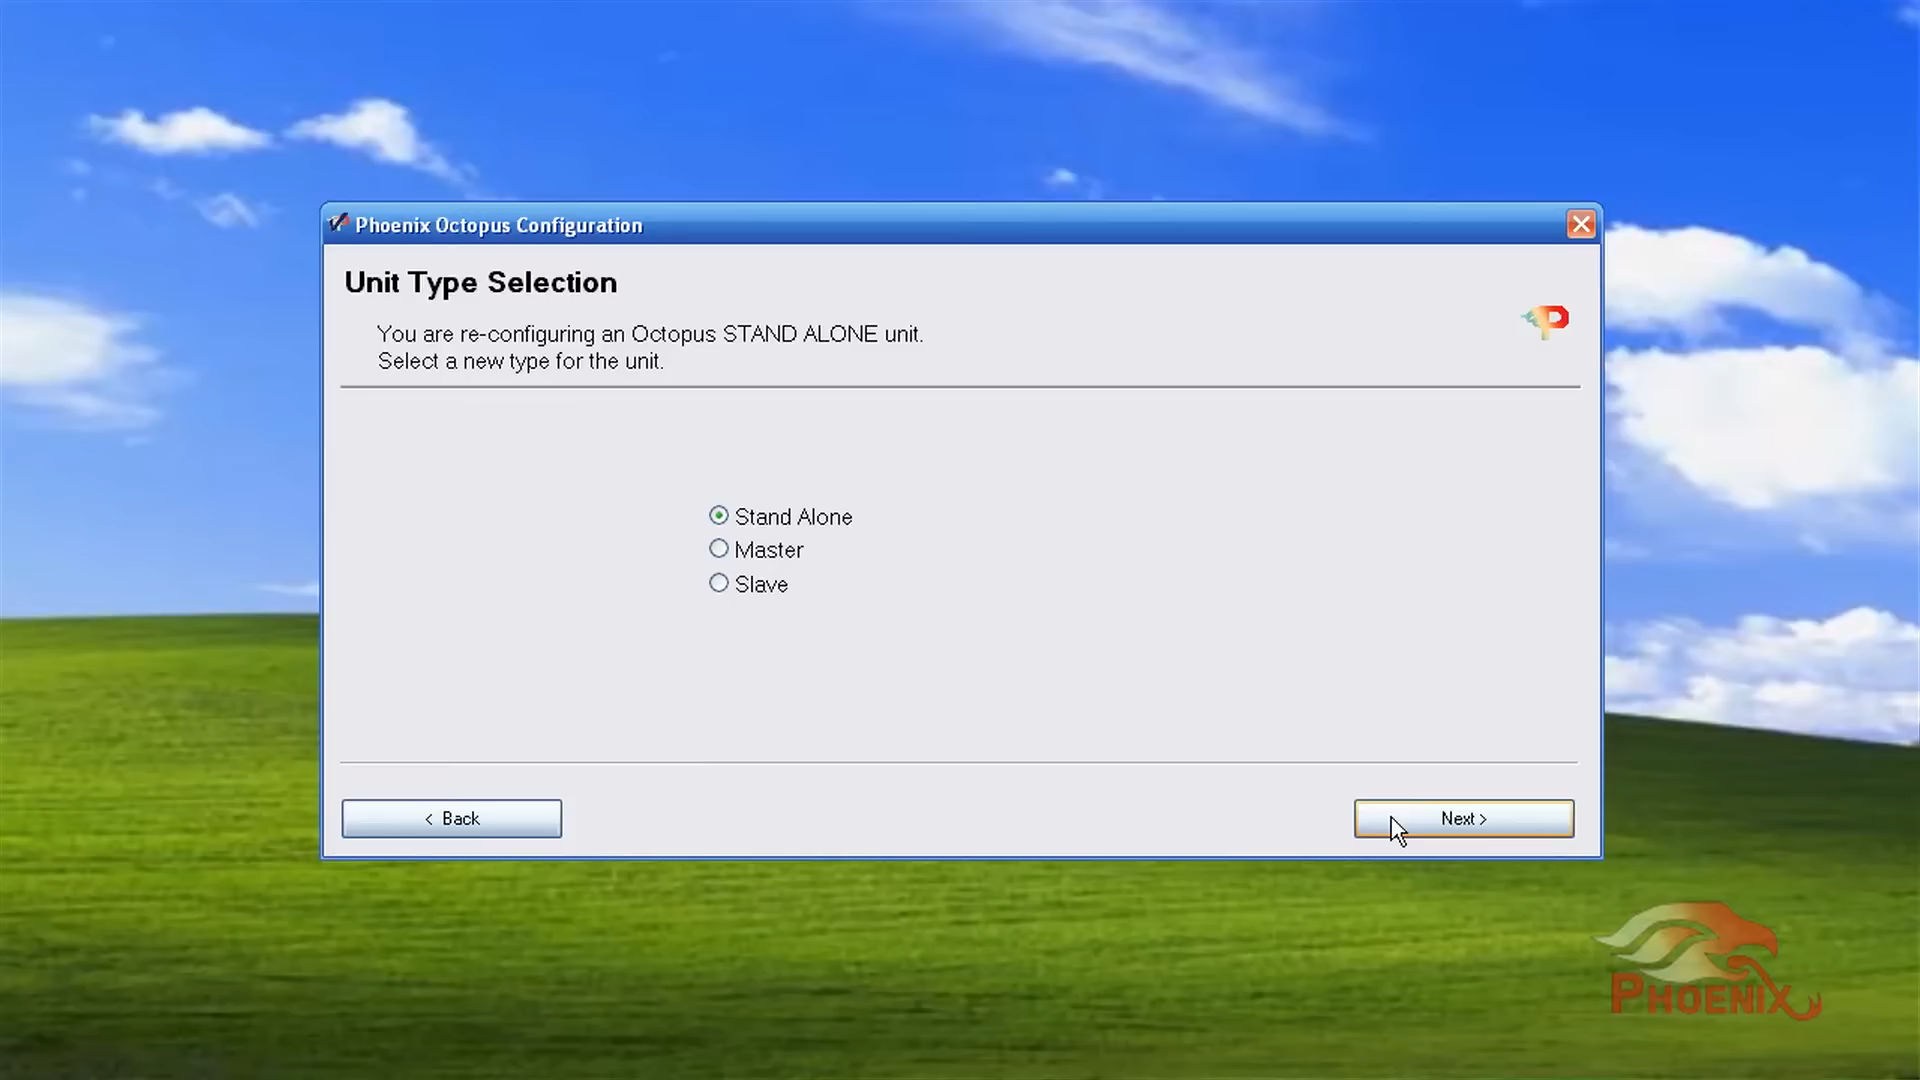 Phoenix Octopus Configuration
Unit Type Selection
You are re-configuring an Octopus STAND ALONE unit.
Select a new type for the unit.
Stand Alone
Master
Slave
< Back
Next >
PHOENIX